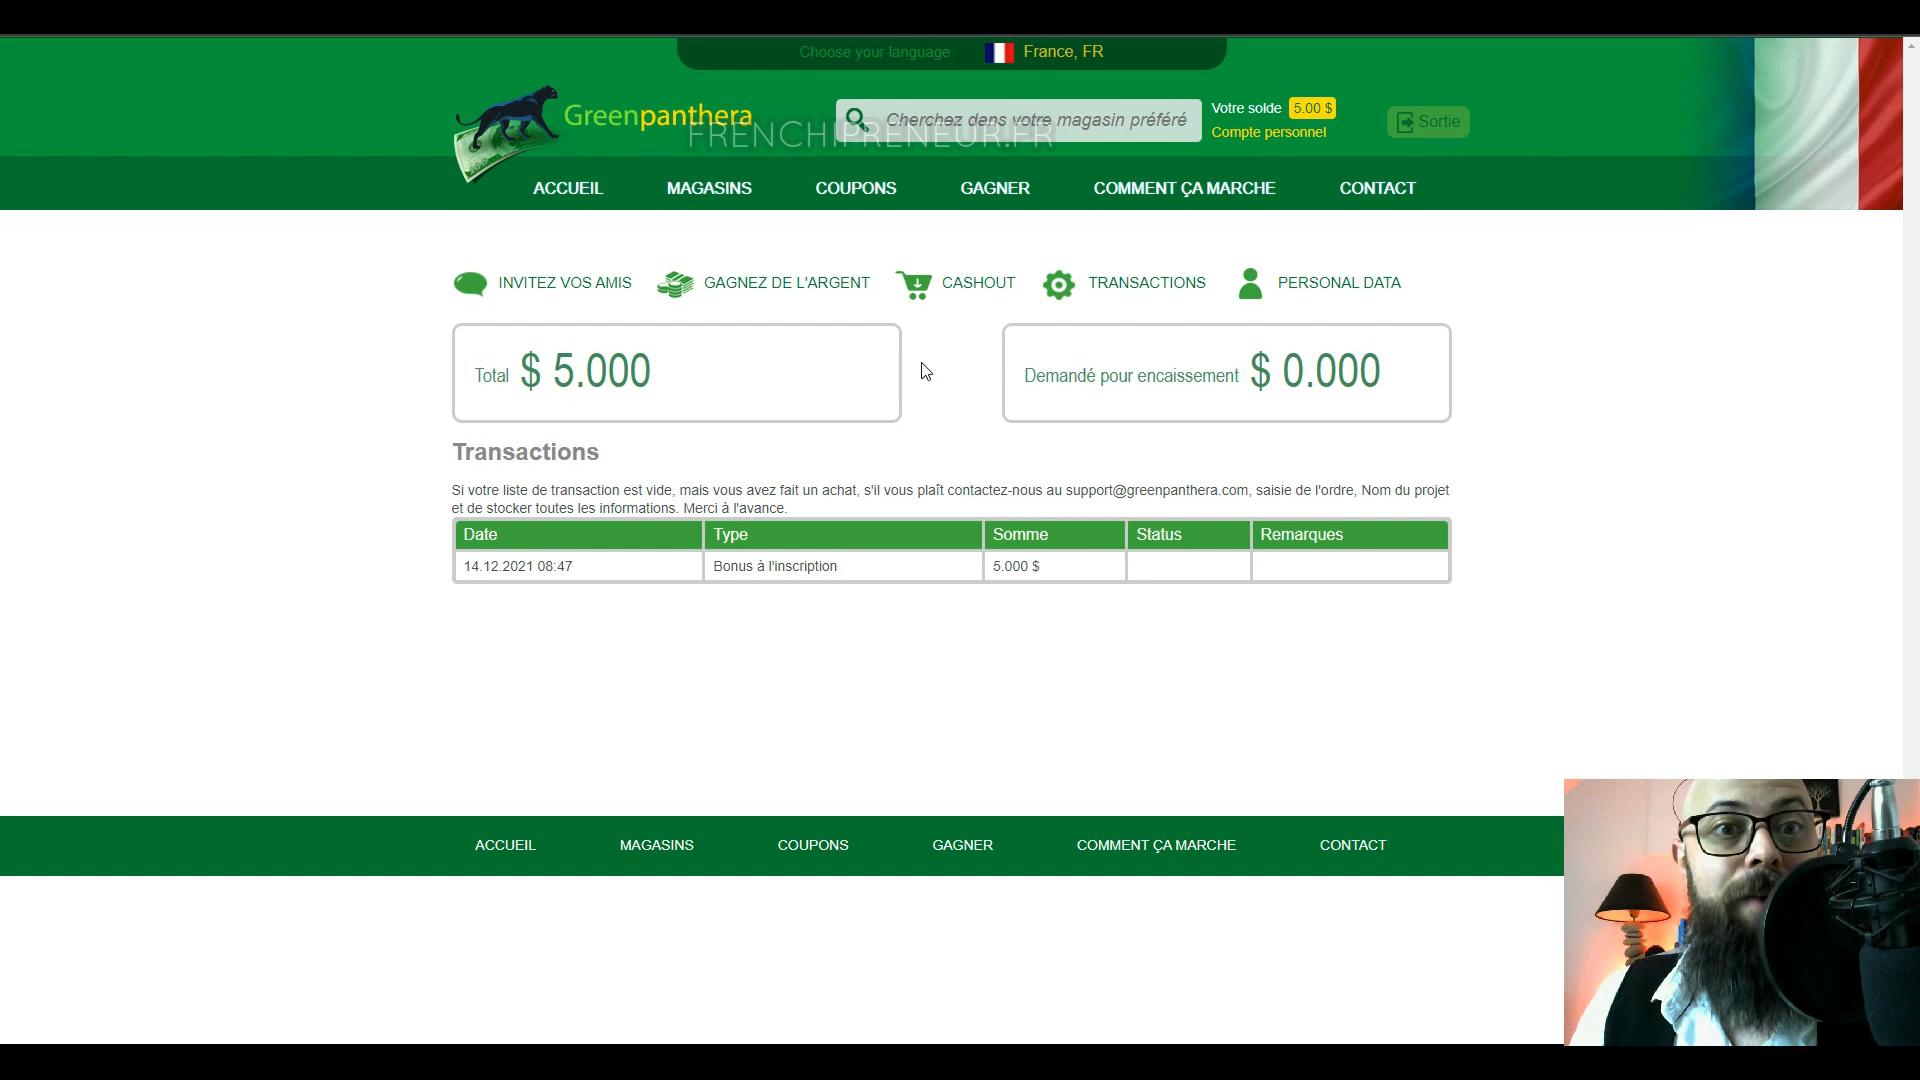 Choose your language France, FR
Greenpanthera
FRENCHIPRENEUR.FR
Cherchez dans votre magasin préféré
Votre solde 5.00 $
Compte personnel
Sortie
ACCUEIL MAGASINS COUPONS GAGNER COMMENT ÇA MARCHE CONTACT
INVITEZ VOS AMIS GAGNEZ DE L'ARGENT CASHOUT TRANSACTIONS PERSONAL DATA
Total $ 5.000
Demandé pour encaissement $ 0.000
Transactions
Si votre liste de transaction est vide, mais vous avez fait un achat, s'il vous plaît contactez-nous au support@greenpanthera.com, saisie de l'ordre, Nom du projet
et de stocker toutes les informations. Merci à l'avance.
Date Type Somme Status Remarques
14.12.2021 08:47 Bonus à l'inscription 5.000 $
ACCUEIL MAGASINS COUPONS GAGNER COMMENT ÇA MARCHE CONTACT